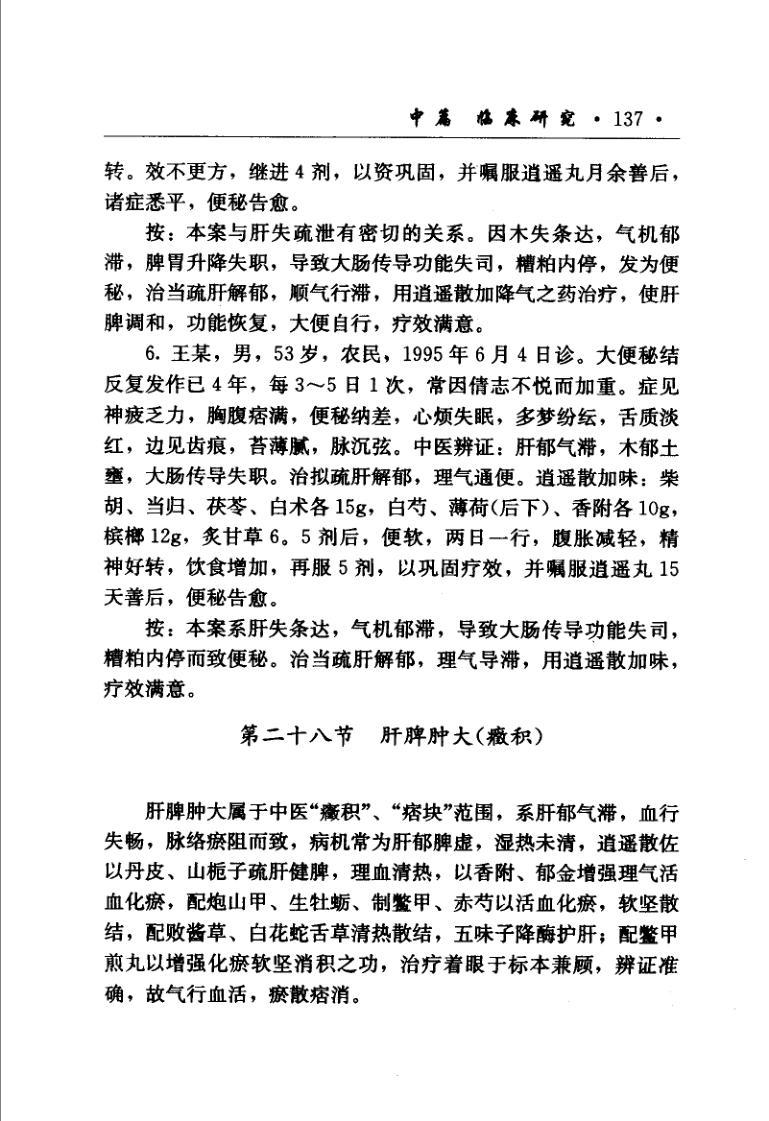 中篇 临床研究 · 137 ·
转。效不更方，继进 4 剂，以资巩固，并嘱服逍遥丸月余善后，
诸症悉平，便秘告愈。
按：本案与肝失疏泄有密切的关系。因木失条达，气机郁
滞，脾胃升降失职，导致大肠传导功能失司，糟粕内停，发为便
秘，治当疏肝解郁，顺气行滞，用逍遥散加降气之药治疗，使肝
脾调和，功能恢复，大便自行，疗效满意。
6. 王某，男，53 岁，农民，1995 年 6 月 4 日诊。大便秘结
反复发作已 4 年，每 3～5 日 1 次，常因情志不悦而加重。症见
神疲乏力，胸腹痞满，便秘纳差，心烦失眠，多梦纷纭，舌质淡
红，边见齿痕，苔薄腻，脉沉弦。中医辨证：肝郁气滞，木郁土
壅，大肠传导失职。治拟疏肝解郁，理气通便。逍遥散加味：柴
胡、当归、茯苓、白术各 15g，白芍、薄荷(后下)、香附各 10g，
槟榔 12g，炙甘草 6。5 剂后，便软，两日一行，腹胀减轻，精
神好转，饮食增加，再服 5 剂，以巩固疗效，并嘱服逍遥丸 15
天善后，便秘告愈。
按：本案系肝失条达，气机郁滞，导致大肠传导功能失司，
糟粕内停而致便秘。治当疏肝解郁，理气导滞，用逍遥散加味，
疗效满意。
第二十八节 肝脾肿大(癥积)
肝脾肿大属于中医“癥积”、“痞块”范围，系肝郁气滞，血行
失畅，脉络瘀阻而致，病机常为肝郁脾虚，湿热未清，逍遥散佐
以丹皮、山栀子疏肝健脾，理血清热，以香附、郁金增强理气活
血化瘀，配炮山甲、生牡蛎、制鳖甲、赤芍以活血化瘀，软坚散
结，配败酱草、白花蛇舌草清热散结，五味子降酶护肝；配鳖甲
煎丸以增强化瘀软坚消积之功，治疗着眼于标本兼顾，辨证准
确，故气行血活，瘀散痞消。